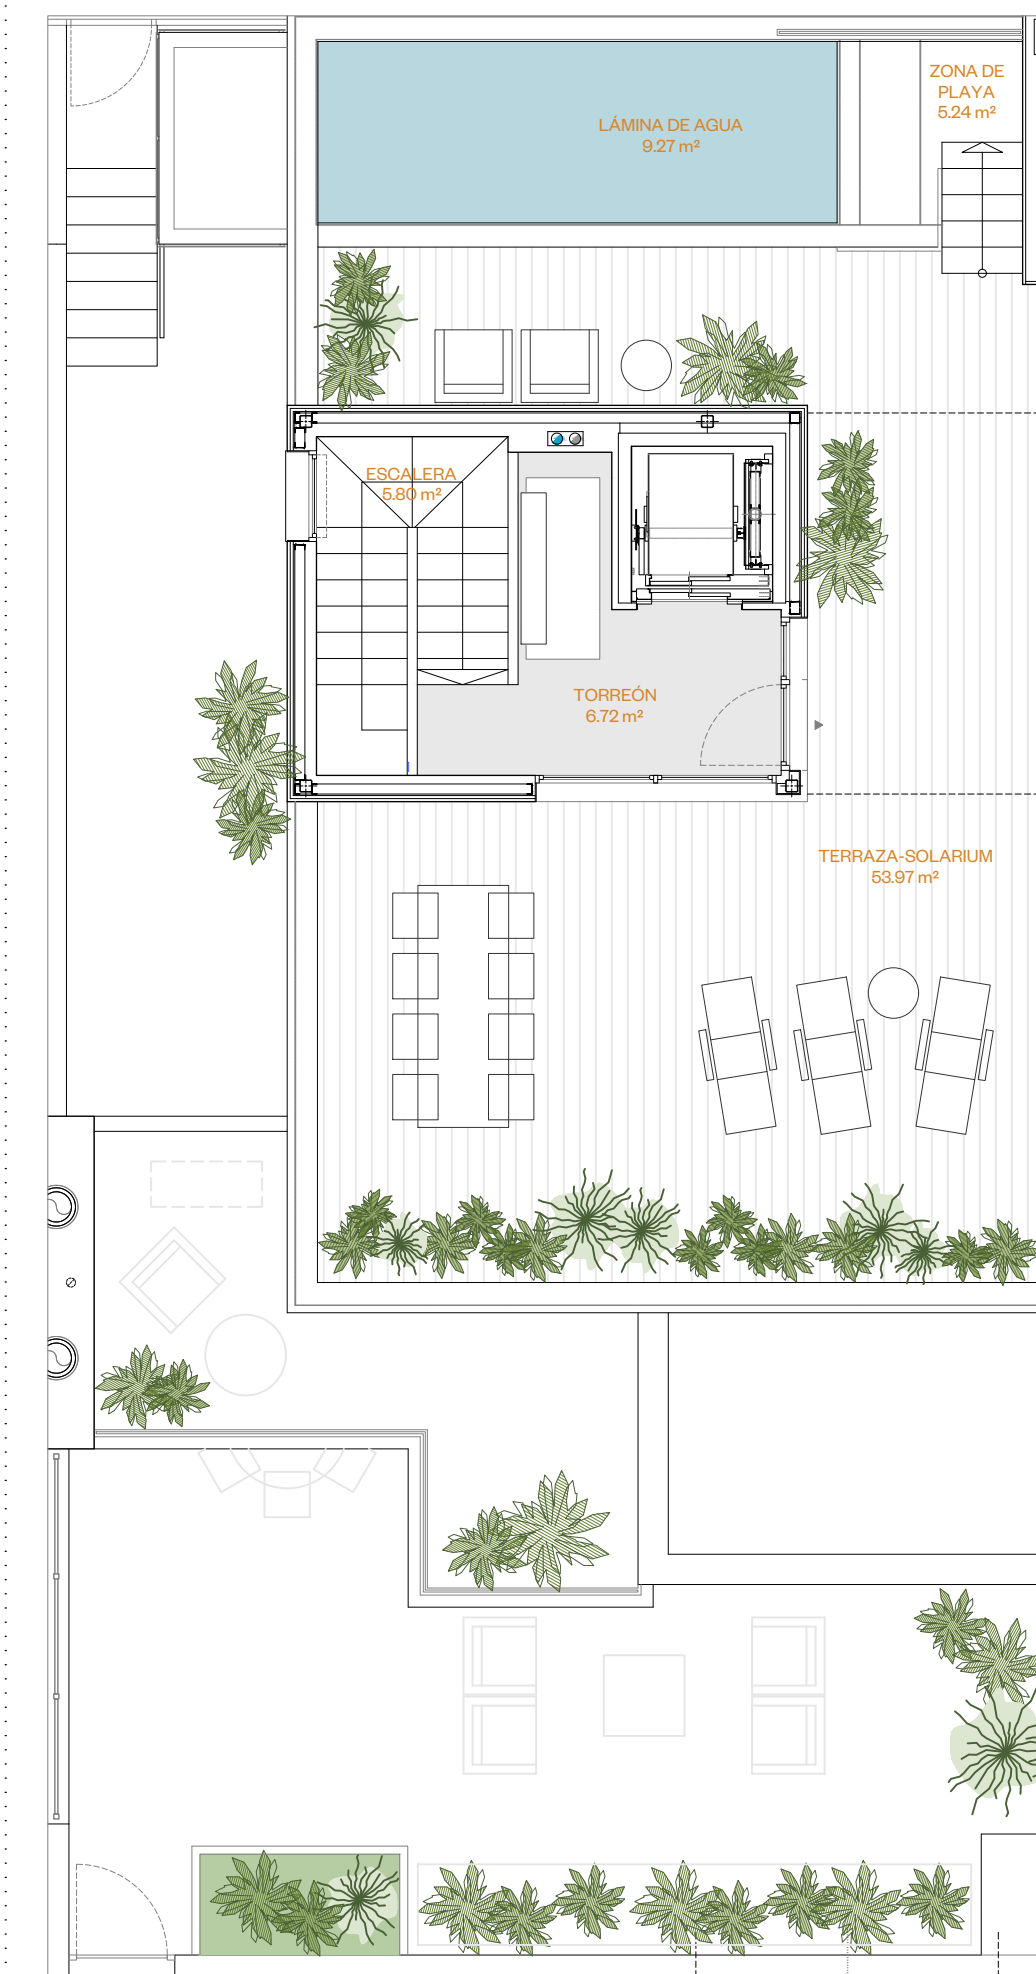 ZONA DE
PLAYA
5.24 m²
LÁMINA DE AGUA
9.27 m²
ESCALERA
5.80 m²
TORREÓN
6.72 m²
TERRAZA-SOLARIUM
53.97 m²